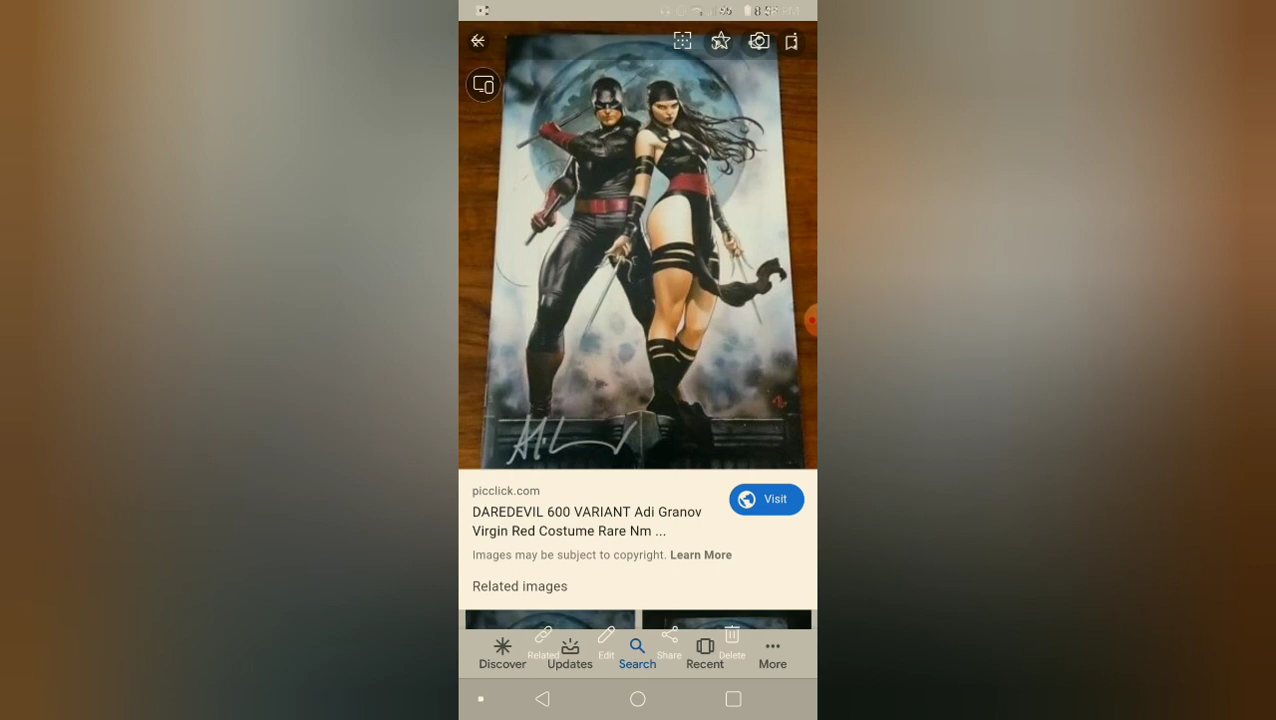 picclick.com
DAREDEVIL 600 VARIANT Adi Granov
Virgin Red Costume Rare Nm ...
Visit
Images may be subject to copyright. Learn More
Related images
Related
Edit
Share
Delete
Discover
Updates
Search
Recent
More